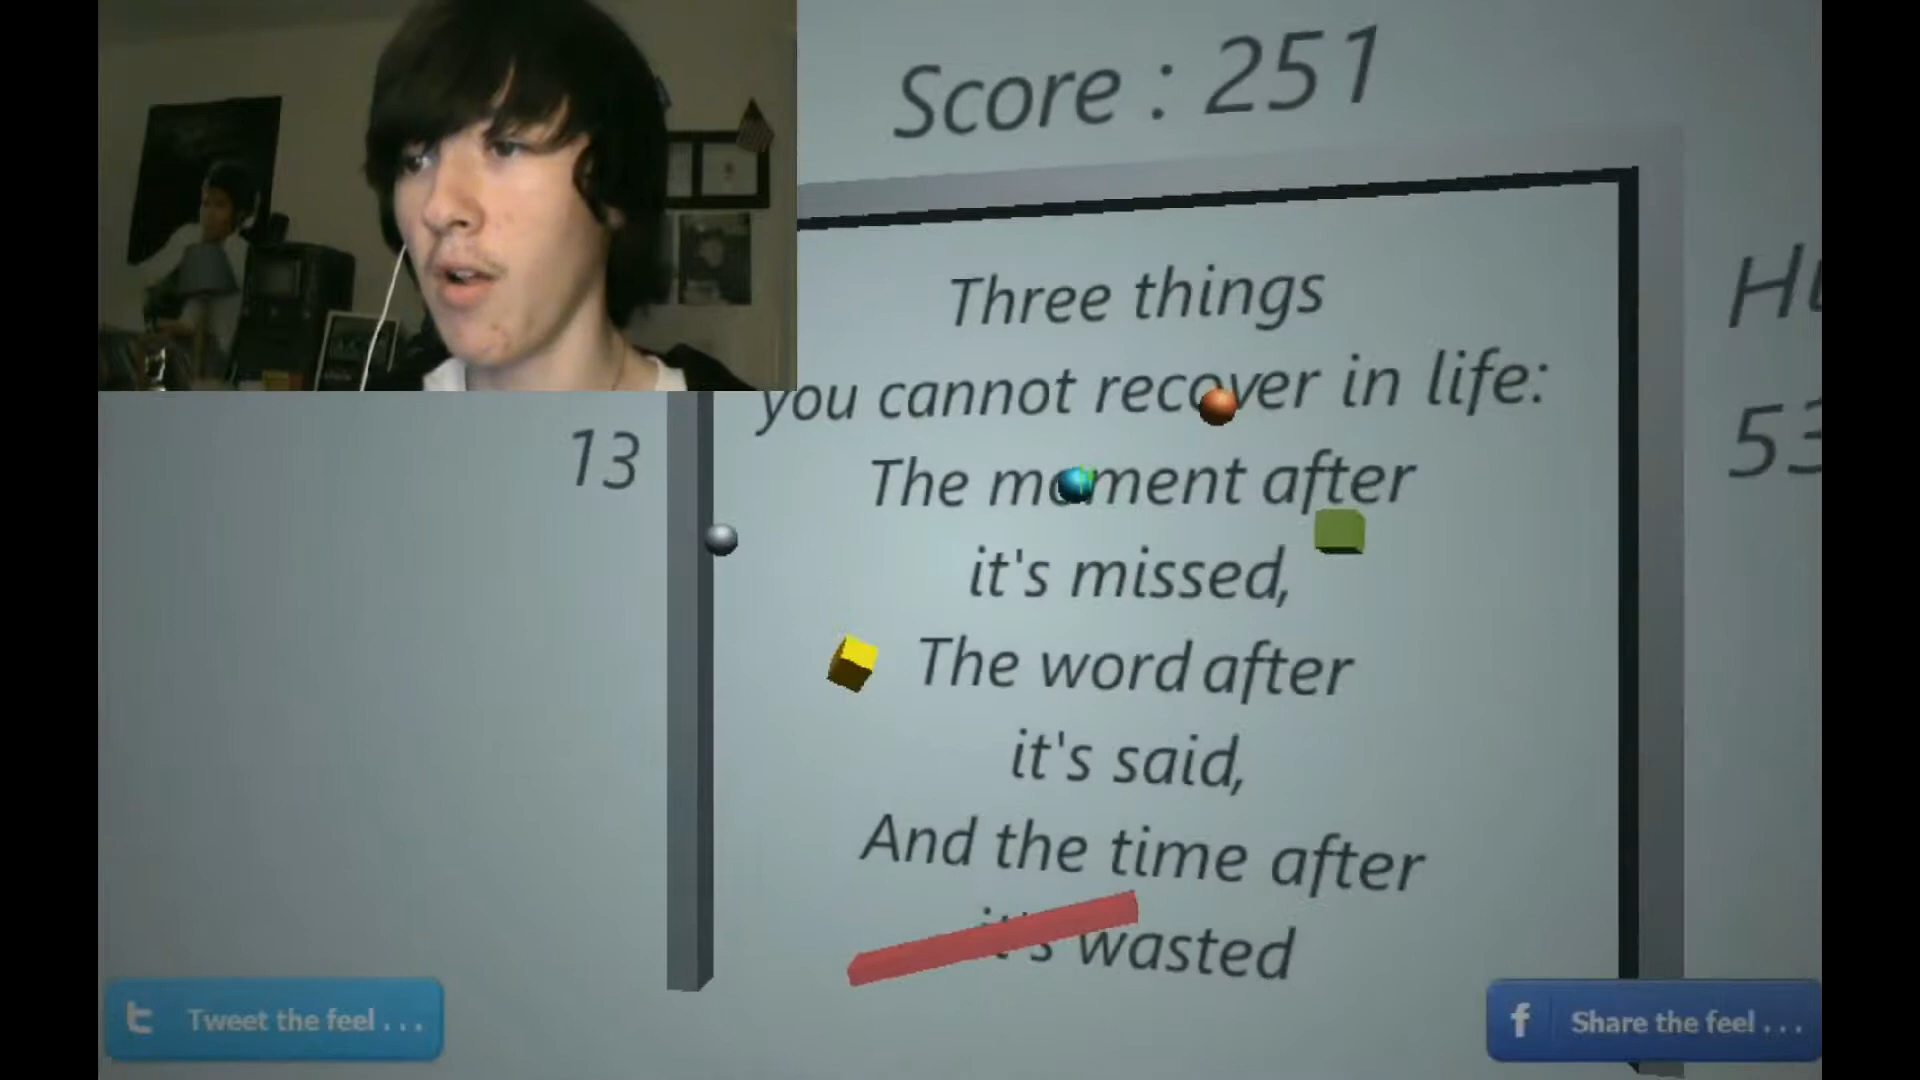 Score : 251
Three things
you cannot recover in life:
The moment after
it's missed,
The word after
it's said,
And the time after
it's wasted
13
Tweet the feel . . .
Share the feel . . .